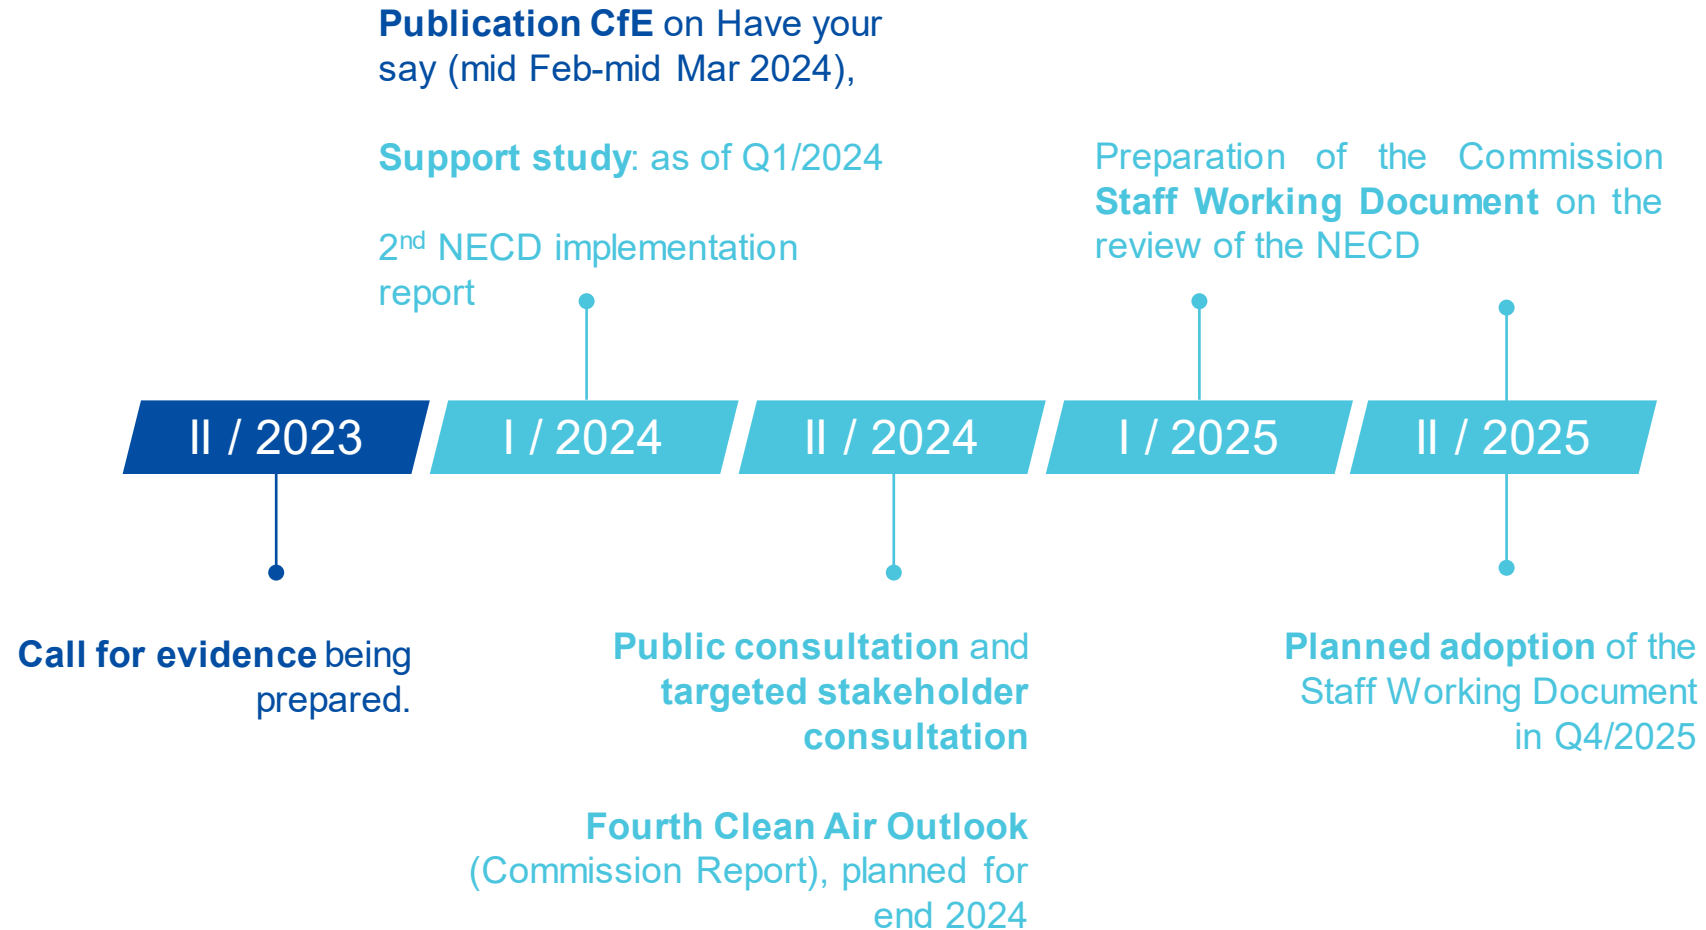 Publication CfE on Have your
say (mid Feb-mid Mar 2024),
Support study: as of Q1/2024
2nd NECD implementation
report
Preparation of the Commission
Staff Working Document on the
review of the NECD
II / 2023
I / 2024
II / 2024
I / 2025
II / 2025
Call for evidence being
prepared.
Public consultation and
targeted stakeholder
consultation
Fourth Clean Air Outlook
(Commission Report), planned for
end 2024
Planned adoption of the
Staff Working Document
in Q4/2025